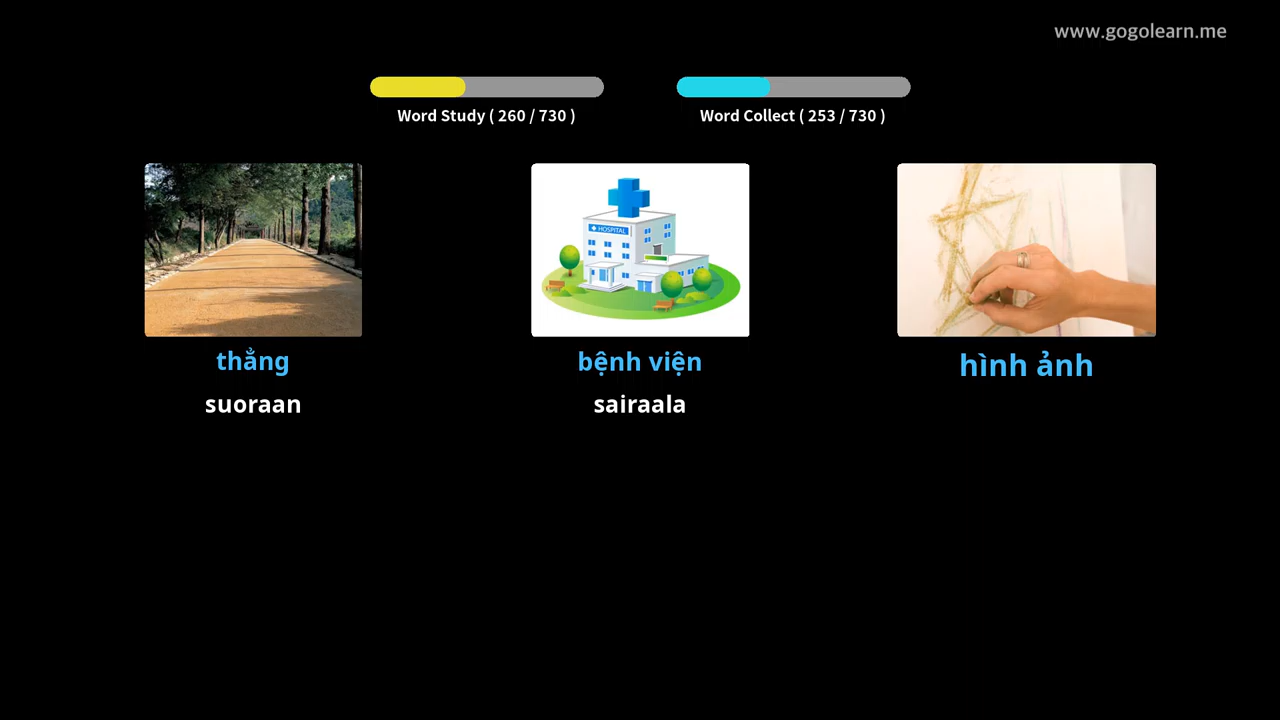 www.gogolearn.me
Word Study ( 260 / 730 )
Word Collect ( 253 / 730 )
HOSPITAL
thẳng
bệnh viện
hình ảnh
suoraan
sairaala